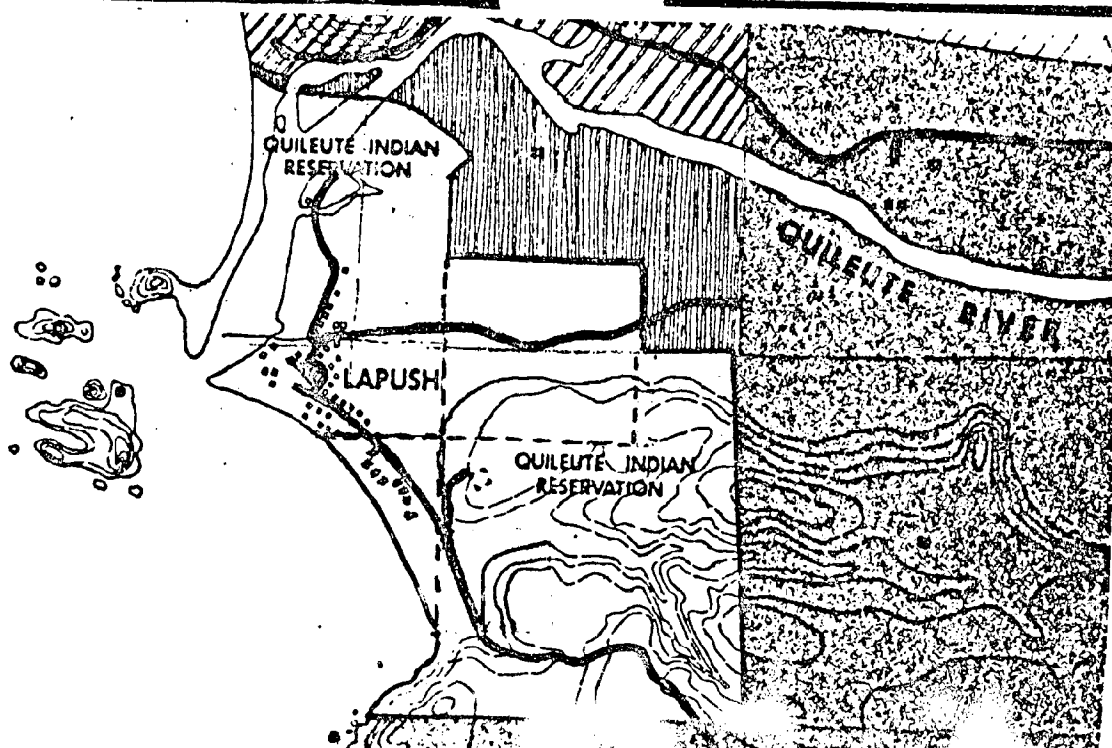 QUILEUTE INDIAN
RESERVATION
QUILEUTE
RIVER
LAPUSH
QUILEUTE INDIAN
RESERVATION